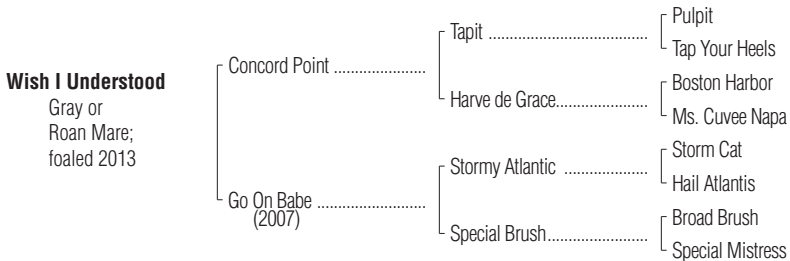 Wish I Understood
Gray or
Roan Mare;
foaled 2013
Concord Point ......................
Go On Babe ..........................
(2007)
Tapit ......................................
Harve de Grace......................
Stormy Atlantic ....................
Special Brush........................
Pulpit
Tap Your Heels
Boston Harbor
Ms. Cuvee Napa
Storm Cat
Hail Atlantis
Broad Brush
Special Mistress